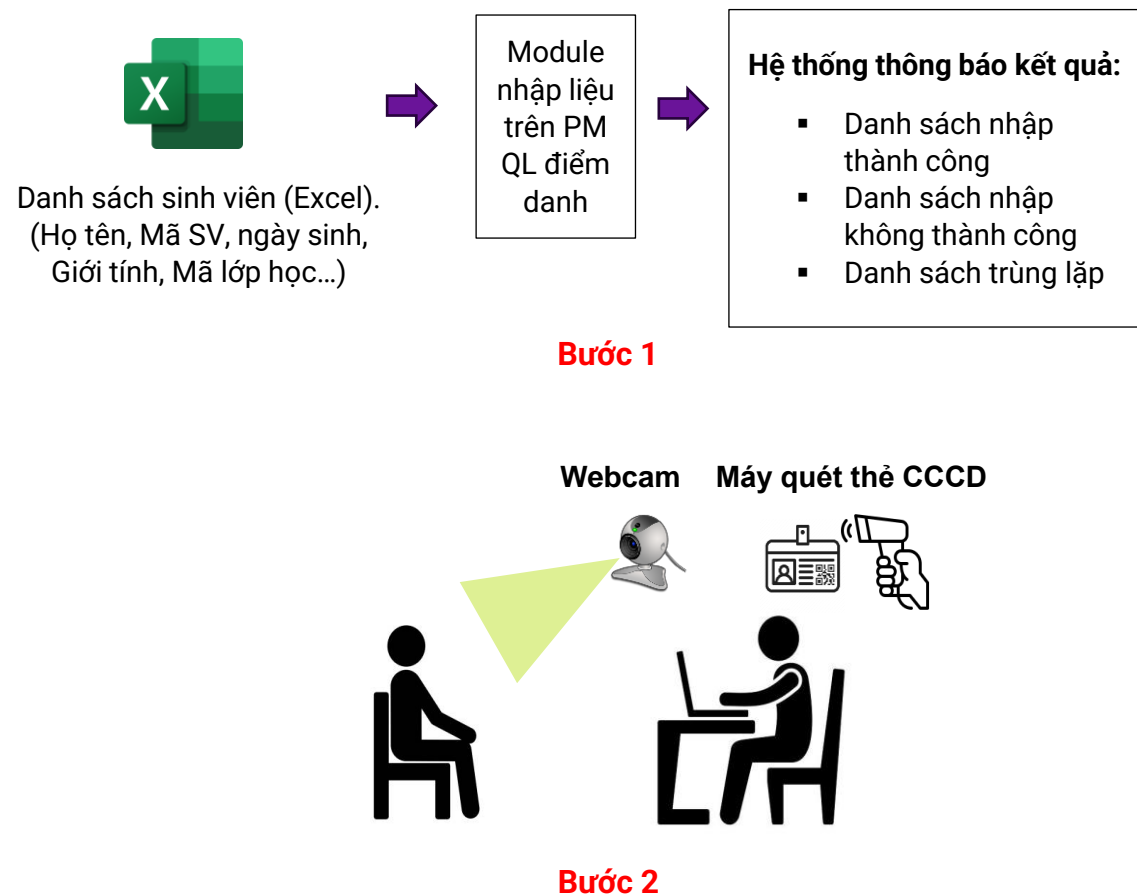 X
Danh sách sinh viên (Excel).
(Họ tên, Mã SV, ngày sinh,
Giới tính, Mã lớp học…)
Module
nhập liệu
trên PM
QL điểm
danh
Hệ thống thông báo kết quả:
▪ Danh sách nhập
thành công
▪ Danh sách nhập
không thành công
▪ Danh sách trùng lặp
Bước 1
Webcam
Máy quét thẻ CCCD
Bước 2